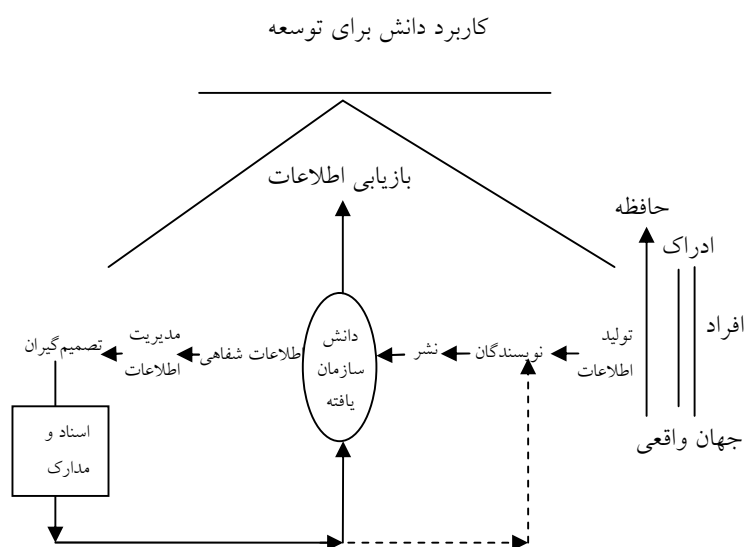 کاربرد دانش برای توسعه
بازیابی اطلاعات
حافظه
ادراک
افراد
جهان واقعی
تولید
اطلاعات
نویسندگان
نشر
دانش
سازمان
یافته
طلاعات شفاهی
مدیریت
اطلاعات
تصمیم‌گیران
اسناد و
مدارک